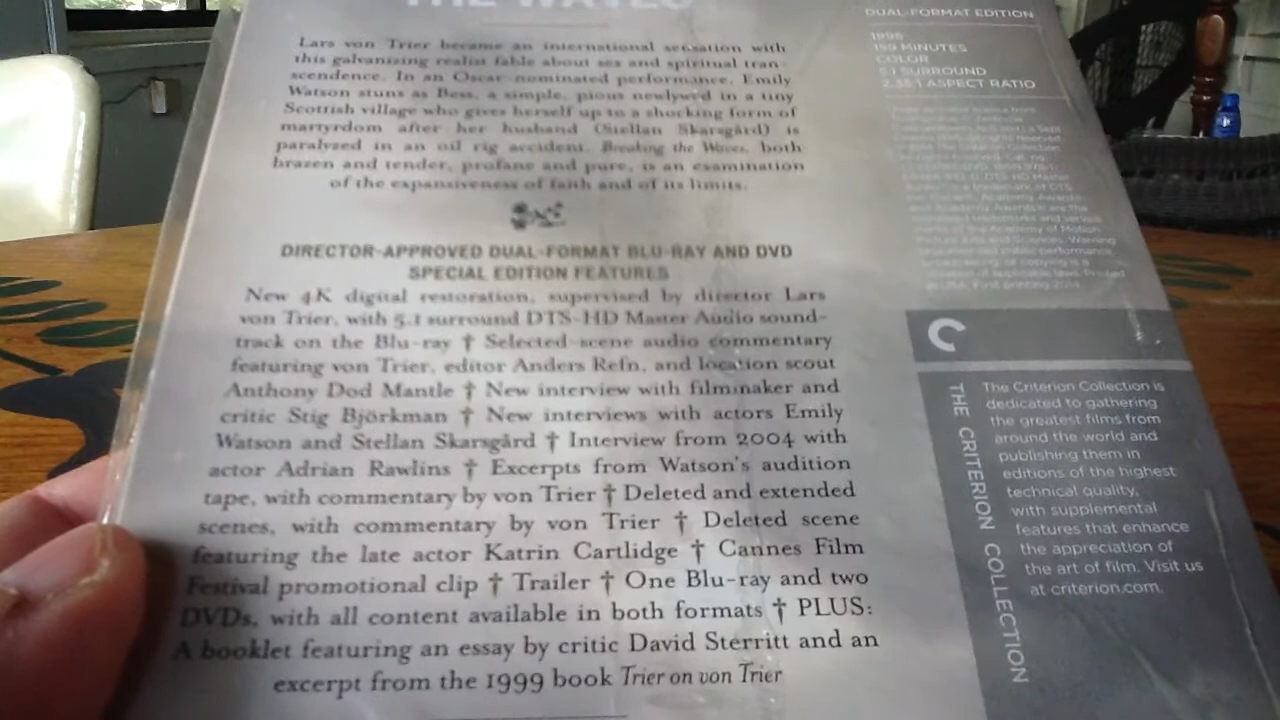 THE WAVES
Lars von Trier became an international sensation with
this galvanizing realist fable about sex and spiritual tran-
scendence. In an Oscar-nominated performance, Emily
Watson stuns as Bess, a simple, pious newlywed in a tiny
Scottish village who gives herself up to a shocking form of
martyrdom after her husband (Stellan Skarsgård) is
paralyzed in an oil rig accident. Breaking the Waves, both
brazen and tender, profane and pure, is an examination
of the expansiveness of faith and of its limits.
DIRECTOR-APPROVED DUAL-FORMAT BLU-RAY AND DVD
SPECIAL EDITION FEATURES
New 4K digital restoration, supervised by director Lars
von Trier, with 5.1 surround DTS-HD Master Audio sound-
track on the Blu-ray † Selected-scene audio commentary
featuring von Trier, editor Anders Refn, and location scout
Anthony Dod Mantle † New interview with filmmaker and
critic Stig Björkman † New interviews with actors Emily
Watson and Stellan Skarsgård † Interview from 2004 with
actor Adrian Rawlins † Excerpts from Watson's audition
tape, with commentary by von Trier † Deleted and extended
scenes, with commentary by von Trier † Deleted scene
featuring the late actor Katrin Cartlidge † Cannes Film
Festival promotional clip † Trailer † One Blu-ray and two
DVDs, with all content available in both formats † PLUS:
A booklet featuring an essay by critic David Sterritt and an
excerpt from the 1999 book Trier on von Trier
DUAL-FORMAT EDITION
1996
159 MINUTES
COLOR
5.1 SURROUND
2.35:1 ASPECT RATIO
THE CRITERION COLLECTION
The Criterion Collection is
dedicated to gathering
the greatest films from
around the world and
publishing them in
editions of the highest
technical quality,
with supplemental
features that enhance
the appreciation of
the art of film. Visit us
at criterion.com.